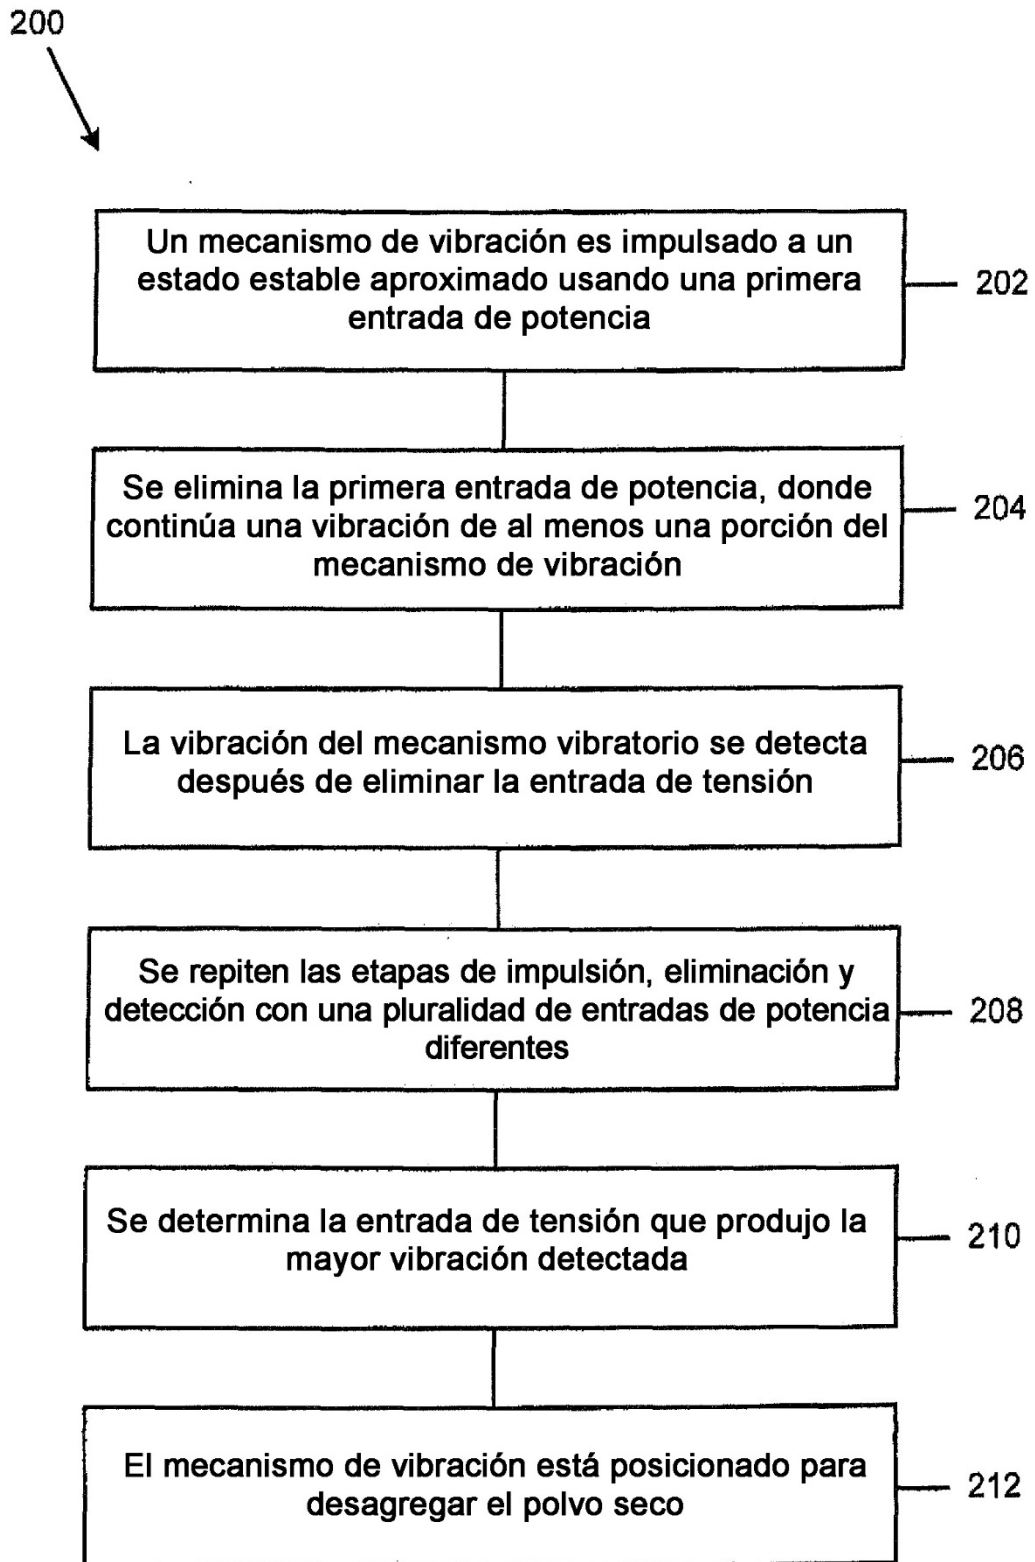 200
Un mecanismo de vibración es impulsado a un
estado estable aproximado usando una primera
entrada de potencia
202
Se elimina la primera entrada de potencia, donde
continúa una vibración de al menos una porción del
mecanismo de vibración
204
La vibración del mecanismo vibratorio se detecta
después de eliminar la entrada de tensión
206
Se repiten las etapas de impulsión, eliminación y
detección con una pluralidad de entradas de potencia
diferentes
208
Se determina la entrada de tensión que produjo la
mayor vibración detectada
210
El mecanismo de vibración está posicionado para
desagregar el polvo seco
212